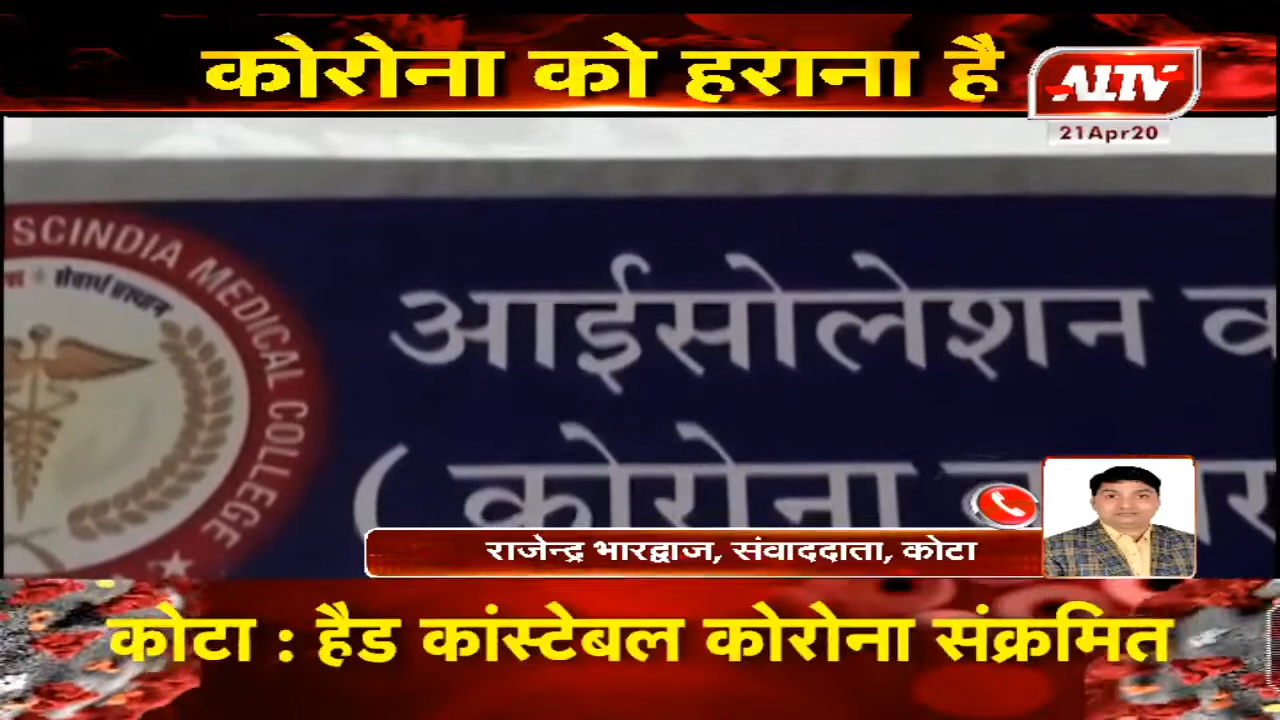 कोरोना को हराना है
ALTV
21Apr20
SCINDIA MEDICAL COLLEGE
आईसोलेशन
( कोरोना
राजेन्द्र भारद्वाज, संवाददाता, कोटा
कोटा : हैड कांस्टेबल कोरोना संक्रमित